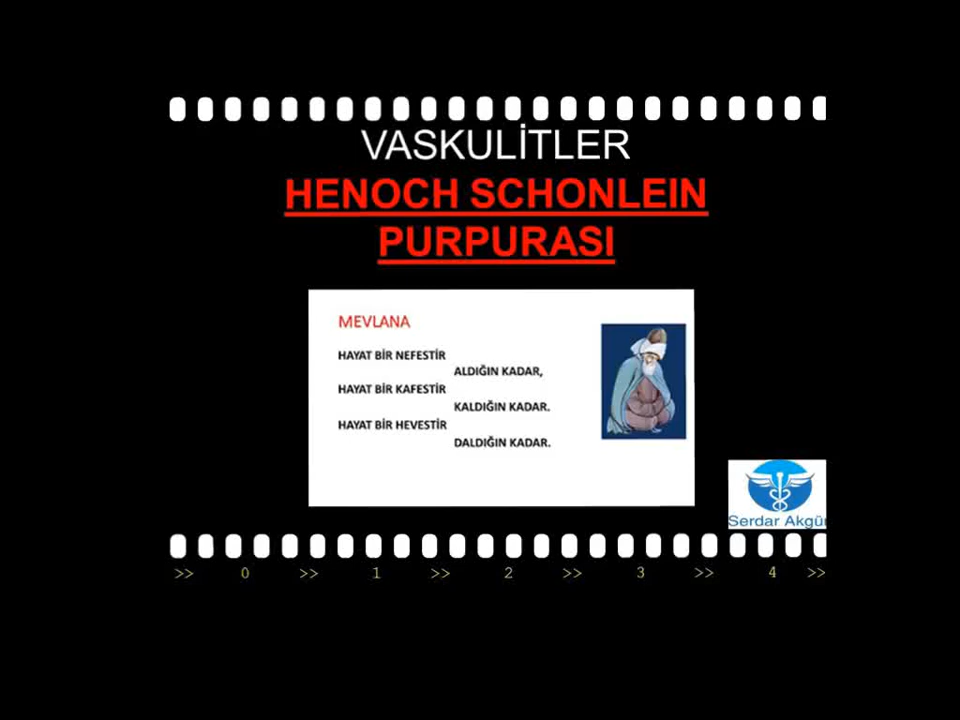 VASKULİTLER
HENOCH SCHONLEIN
PURPURASI
MEVLANA
HAYAT BİR NEFESTİR
ALDIĞIN KADAR,
HAYAT BİR KAFESTİR
KALDIĞIN KADAR.
HAYAT BİR HEVESTİR
DALDIĞIN KADAR.
Serdar Akgür
>> 0 >> 1 >> 2 >> 3 >> 4 >>